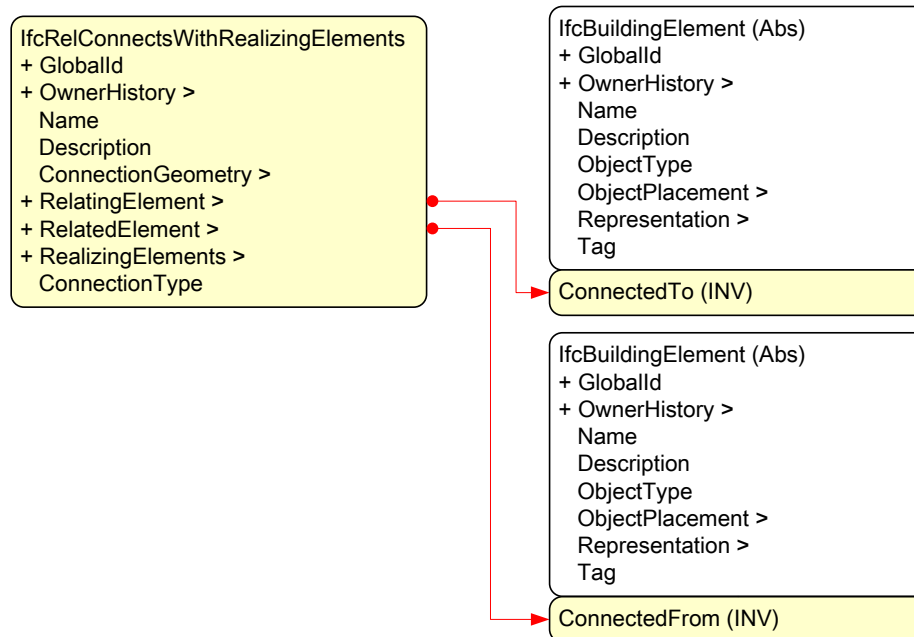 IfcRelConnectsWithRealizingElements
+ GlobalId
+ OwnerHistory >
Name
Description
ConnectionGeometry >
+ RelatingElement >
+ RelatedElement >
+ RealizingElements >
ConnectionType
IfcBuildingElement (Abs)
+ GlobalId
+ OwnerHistory >
Name
Description
ObjectType
ObjectPlacement >
Representation >
Tag
ConnectedTo (INV)
IfcBuildingElement (Abs)
+ GlobalId
+ OwnerHistory >
Name
Description
ObjectType
ObjectPlacement >
Representation >
Tag
ConnectedFrom (INV)